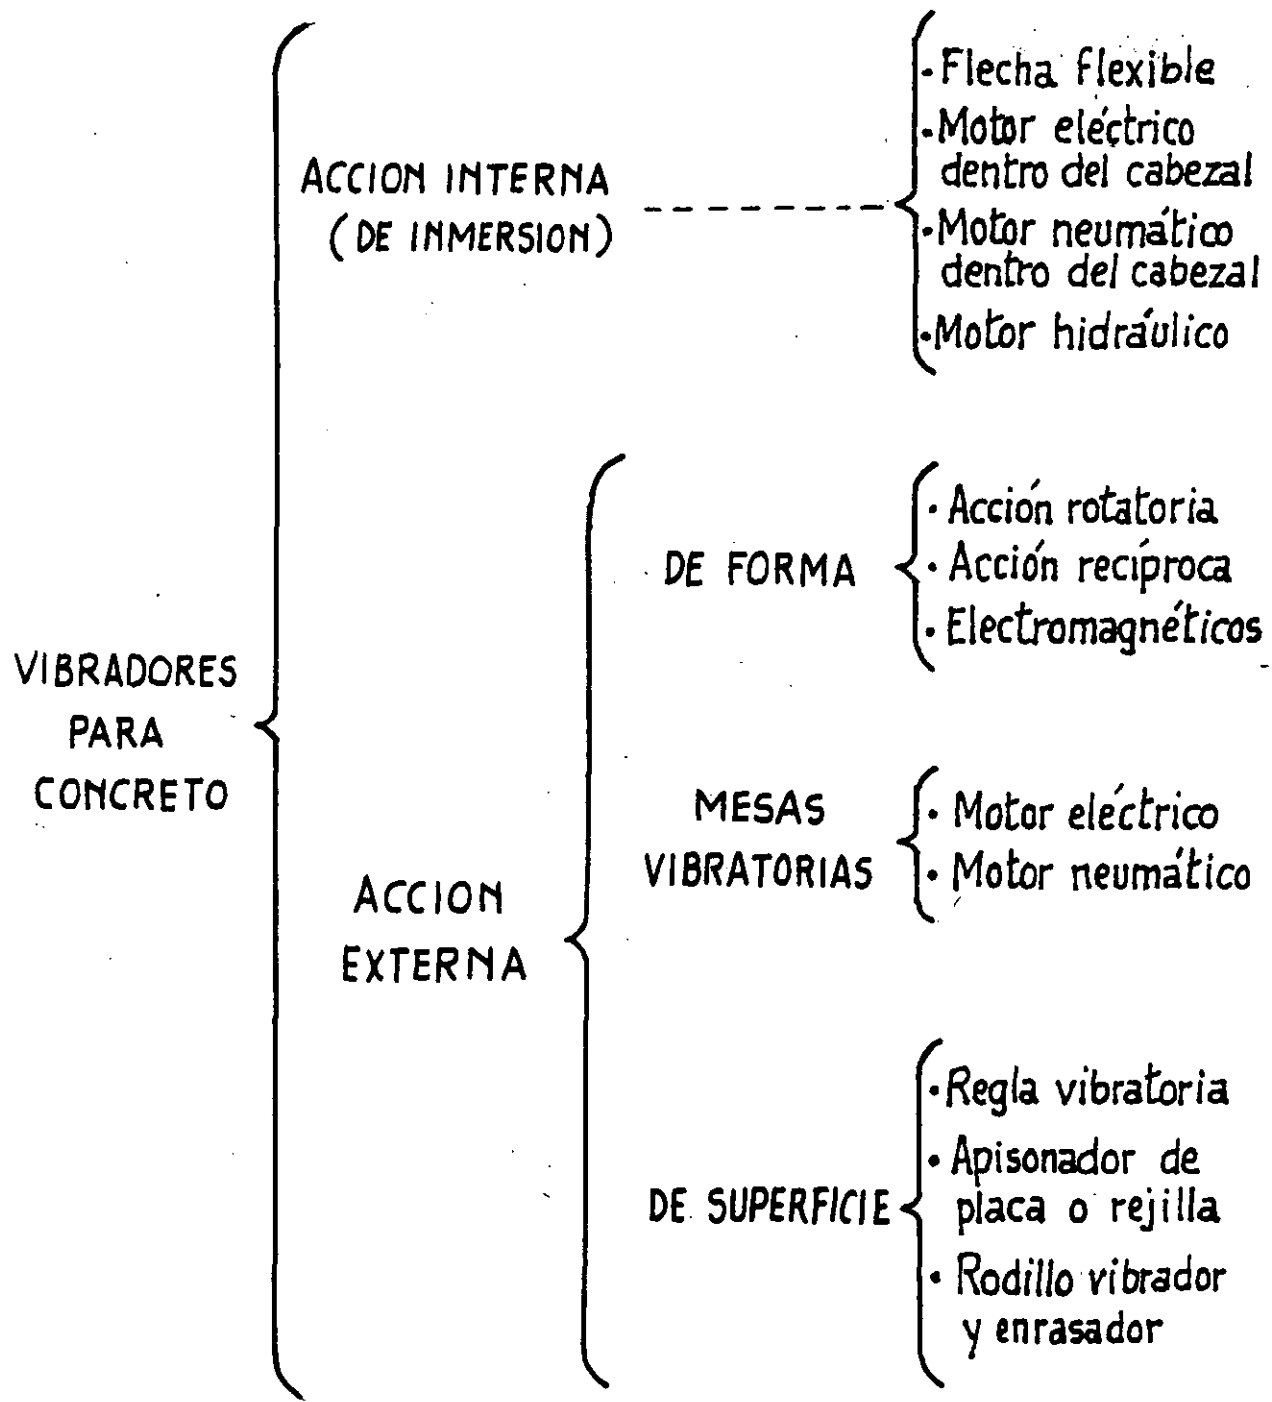 VIBRADORES
PARA
CONCRETO
ACCION INTERNA
(DE INMERSION)
· Flecha flexible
· Motor eléctrico
dentro del cabezal
· Motor neumático
dentro del cabezal
· Motor hidráulico
ACCION
EXTERNA
DE FORMA
· Acción rotatoria
· Acción recíproca
· Electromagnéticos
MESAS
VIBRATORIAS
· Motor eléctrico
· Motor neumático
DE SUPERFICIE
· Regla vibratoria
· Apisonador de
placa o rejilla
· Rodillo vibrador
y enrasador